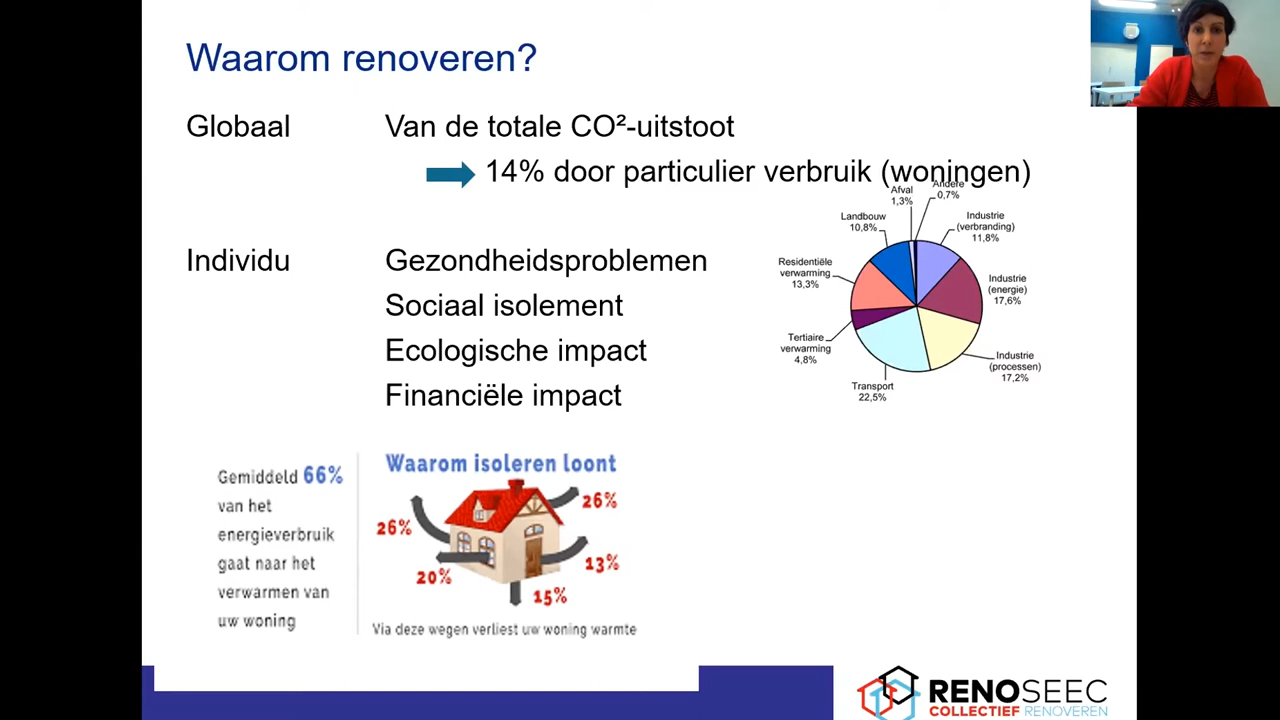 Waarom renoveren?
Globaal
Van de totale CO²-uitstoot
14% door particulier verbruik (woningen)
Individu
Gezondheidsproblemen
Sociaal isolement
Ecologische impact
Financiële impact
Afval
1,3%
Andere
0,7%
Industrie
(verbranding)
11,8%
Industrie
(energie)
17,6%
Industrie
(processen)
17,2%
Transport
22,5%
Tertiaire
verwarming
4,8%
Residentiële
verwarming
13,3%
Landbouw
10,8%
Gemiddeld 66%
van het
energieverbruik
gaat naar het
verwarmen van
uw woning
Waarom isoleren loont
26%
26%
20%
13%
15%
Via deze wegen verliest uw woning warmte
RENOSEEC
COLLECTIEF RENOVEREN